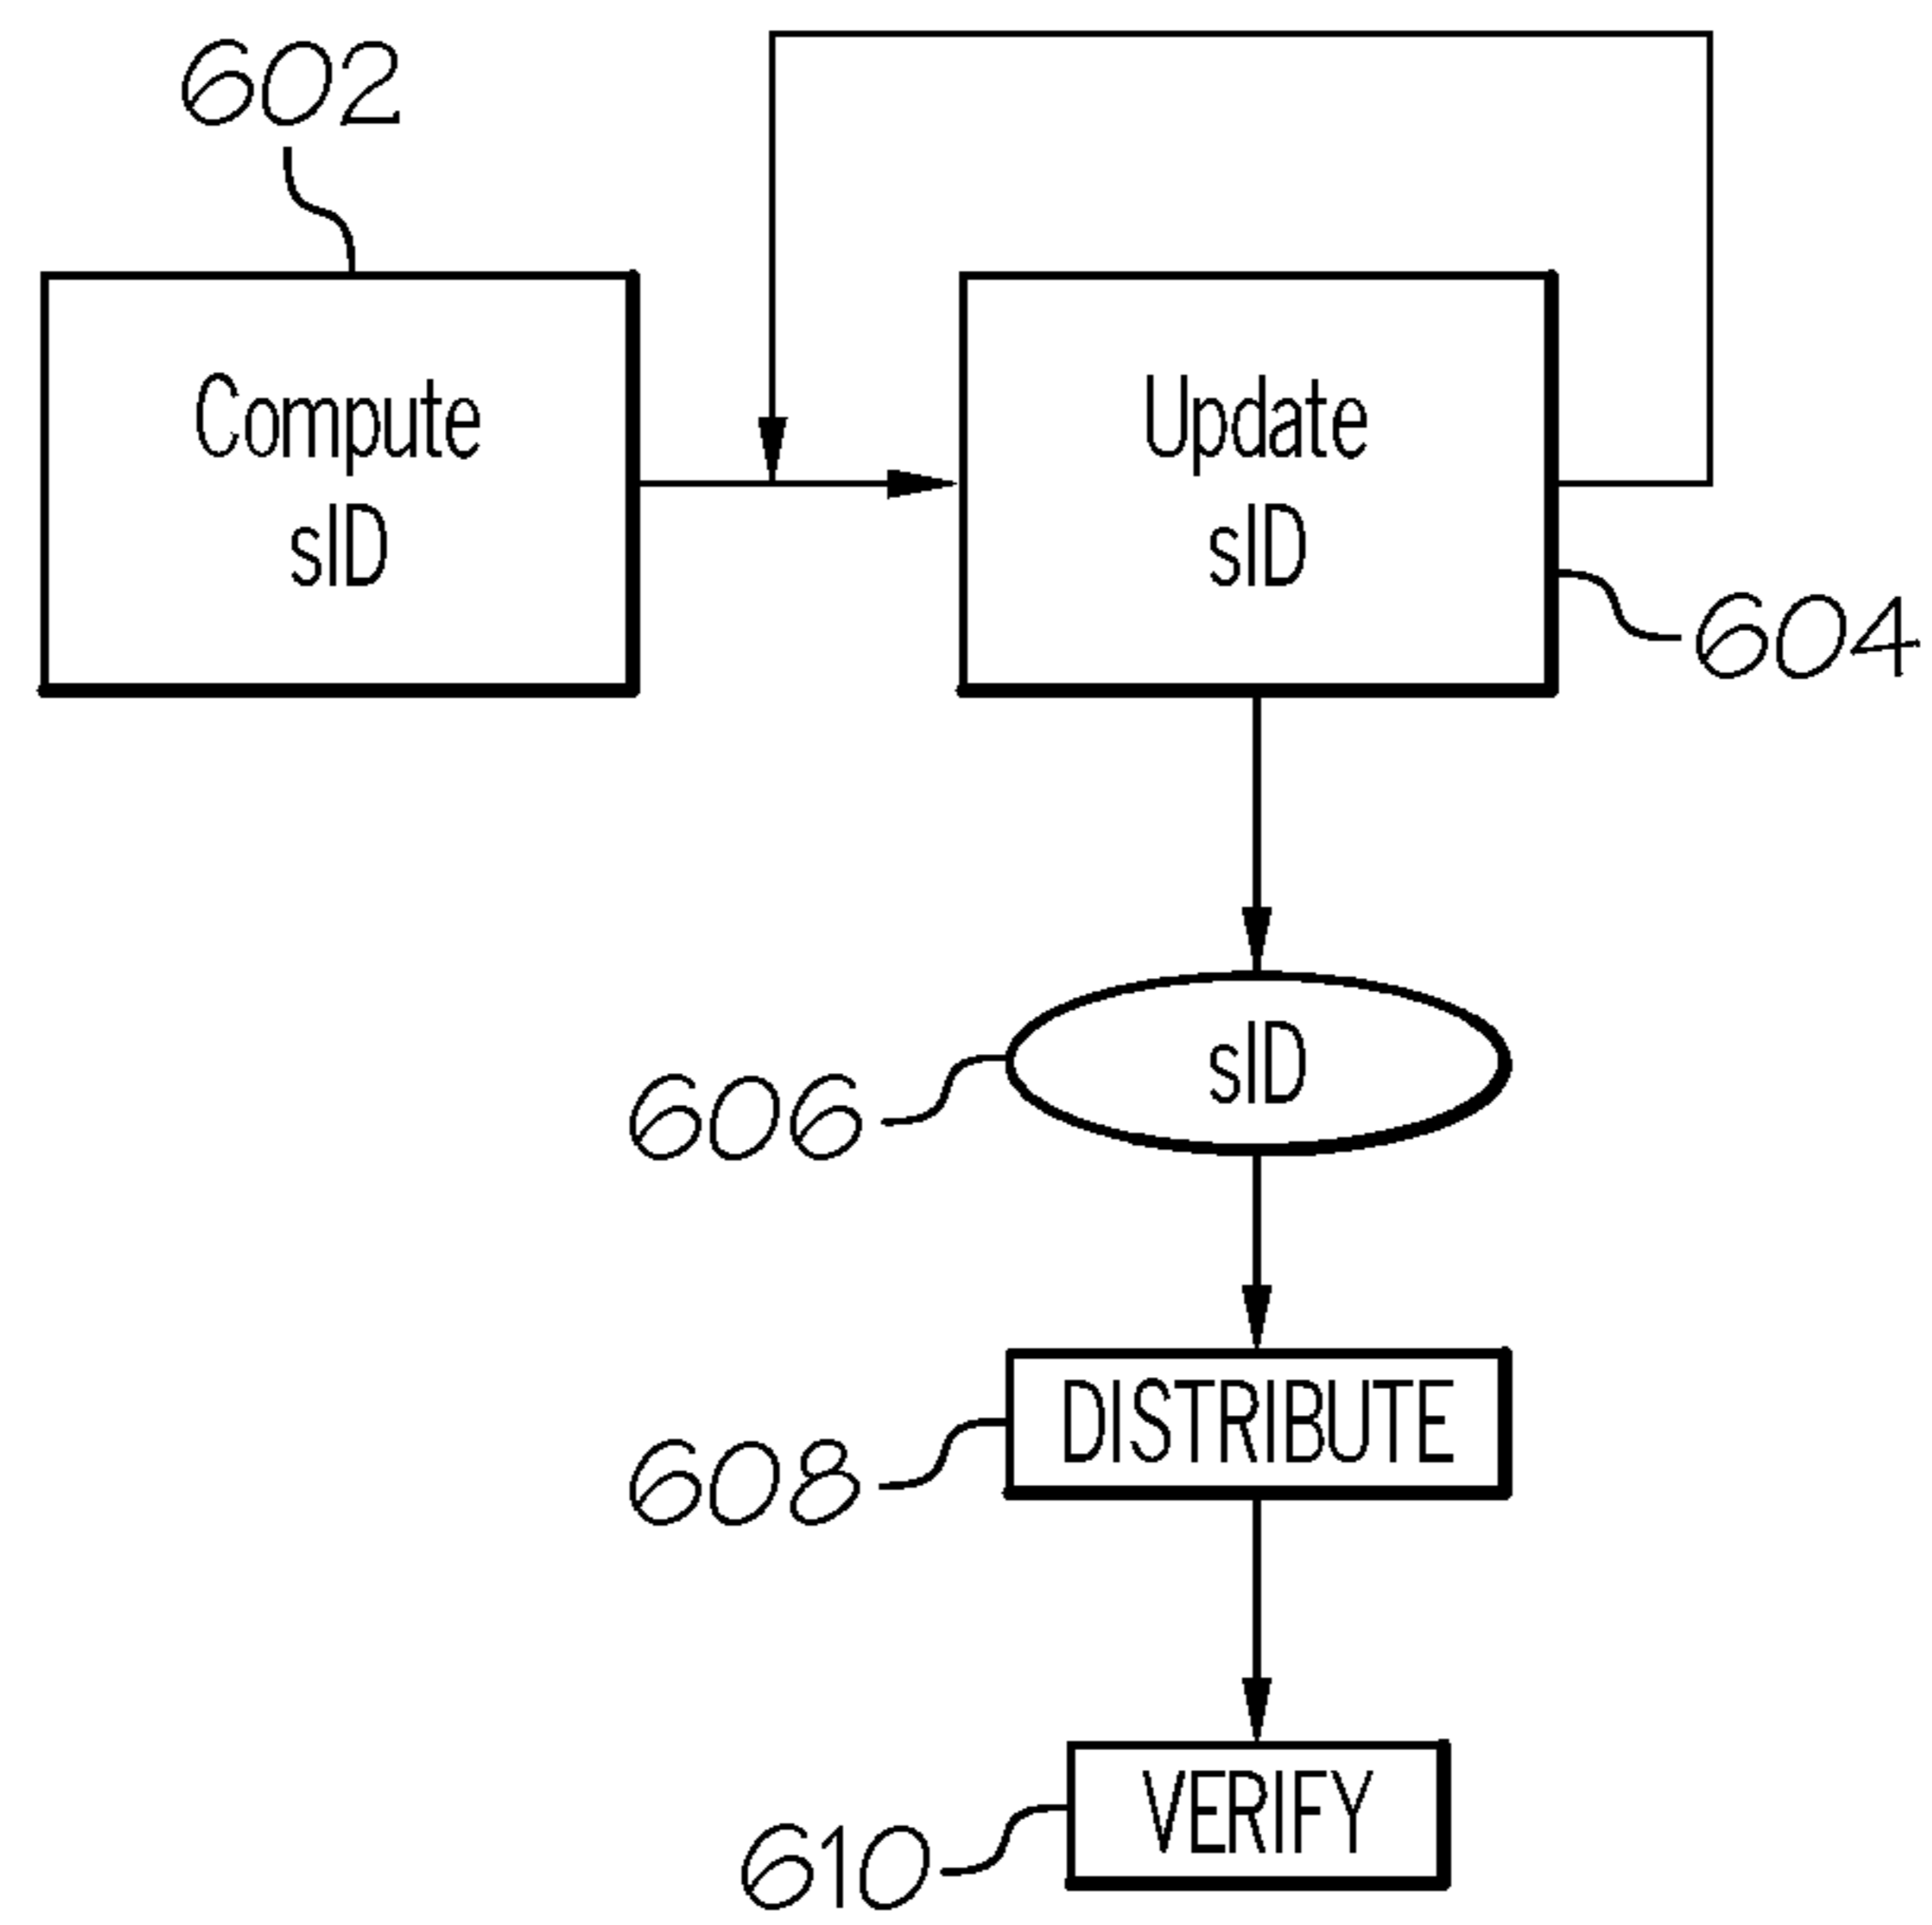 602
Compute
sID
Update
sID
604
sID
606
DISTRIBUTE
608
VERIFY
610